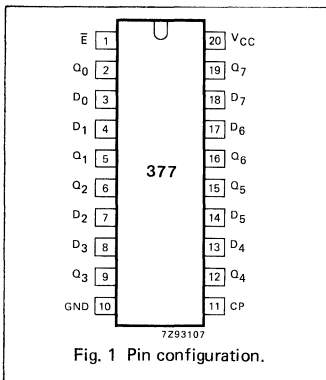 E̅ 1 20 VCC
Q0 2 19 Q7
D0 3 18 D7
D1 4 17 D6
Q1 5 16 Q6
377
Q2 6 15 Q5
D2 7 14 D5
D3 8 13 D4
Q3 9 12 Q4
GND 10 11 CP
7Z93107
Fig. 1 Pin configuration.